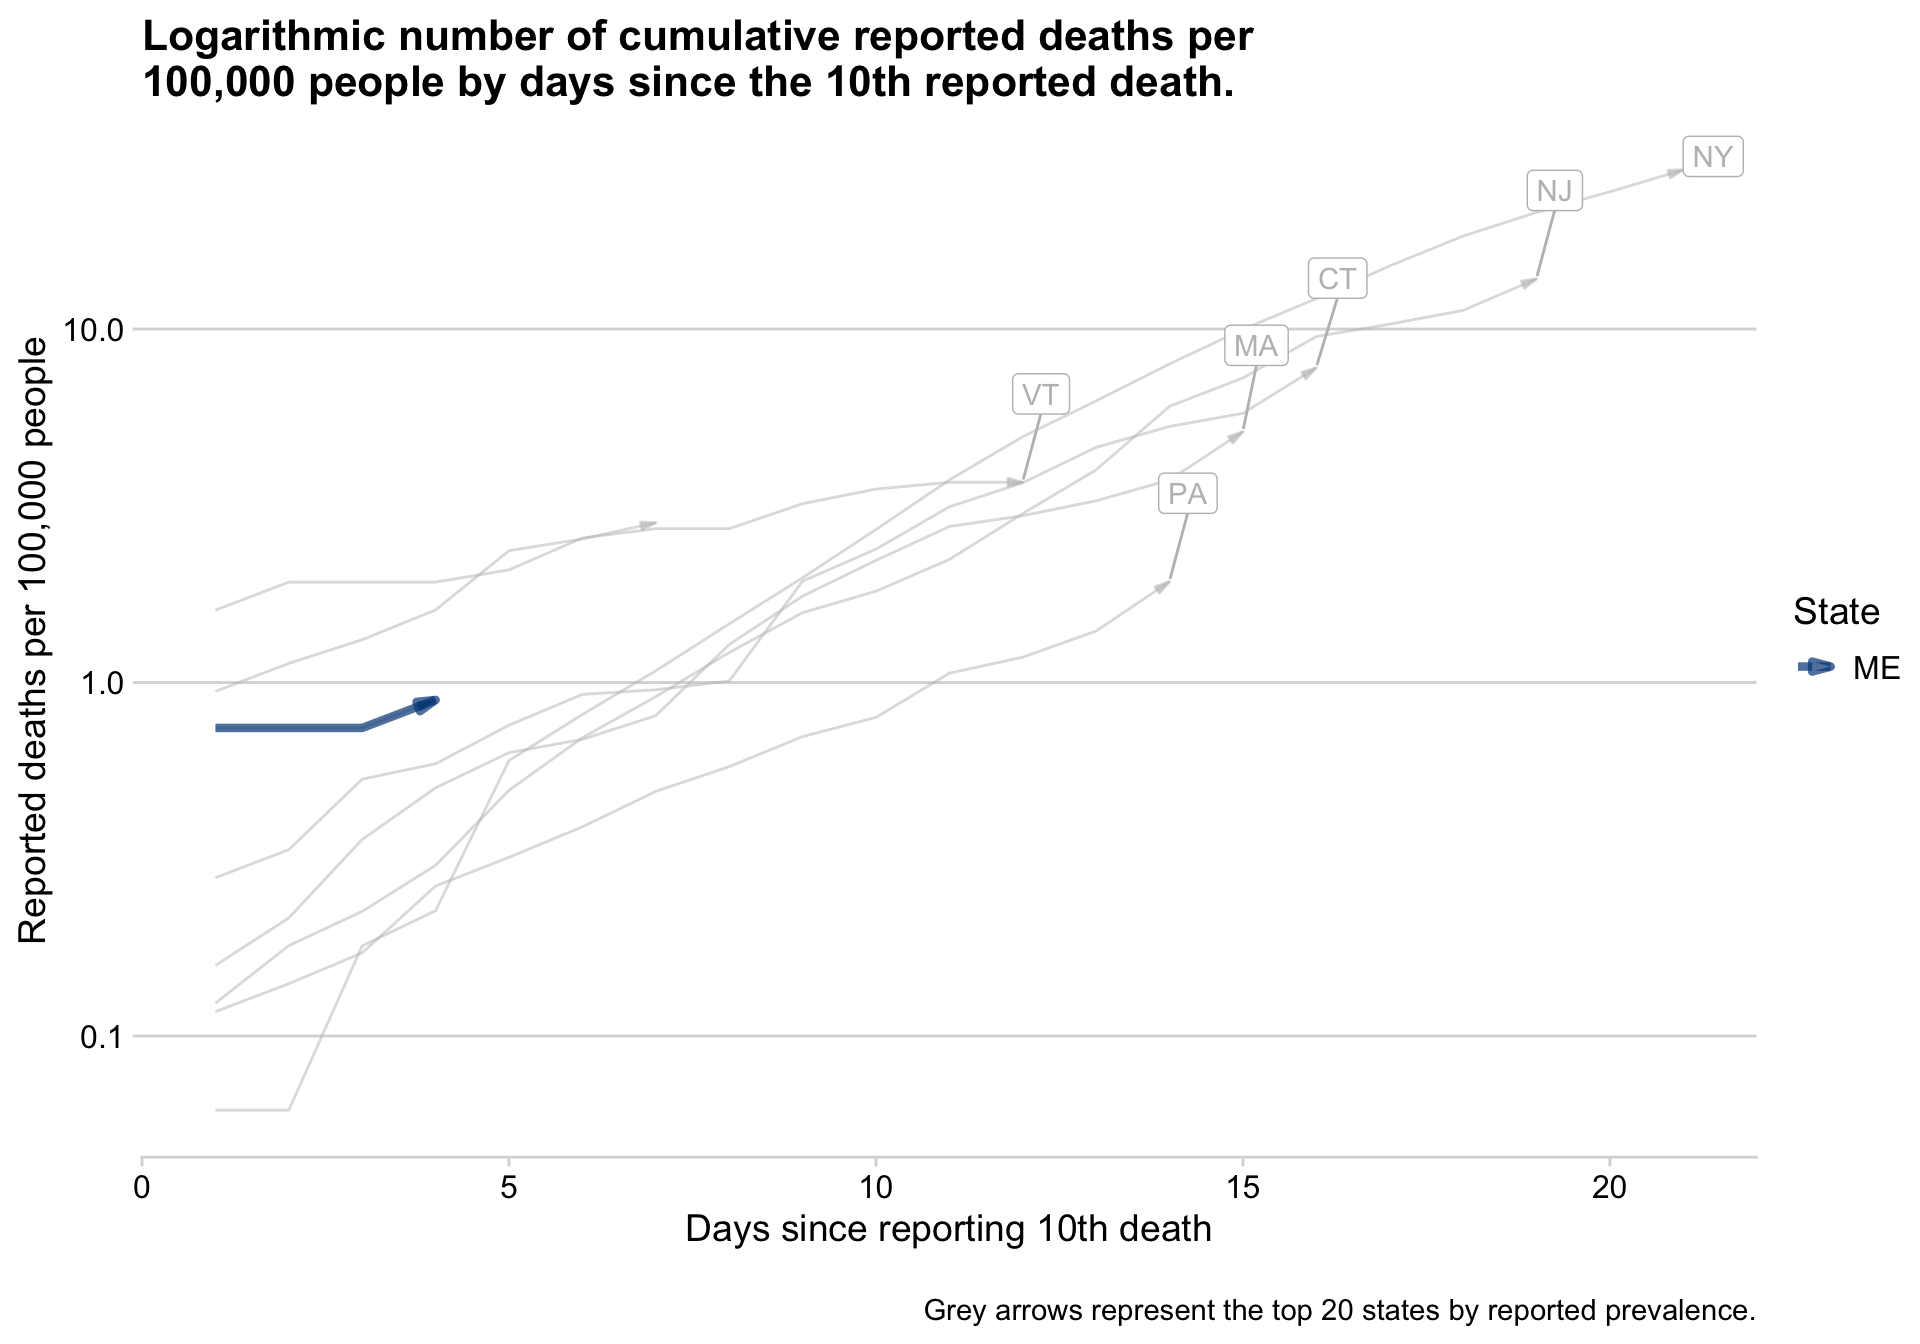 Logarithmic number of cumulative reported deaths per
100,000 people by days since the 10th reported death.
NY
NJ
CT
MA
VT
PA
Reported deaths per 100,000 people
10.0
1.0
0.1
0
5
10
15
20
Days since reporting 10th death
State
ME
Grey arrows represent the top 20 states by reported prevalence.